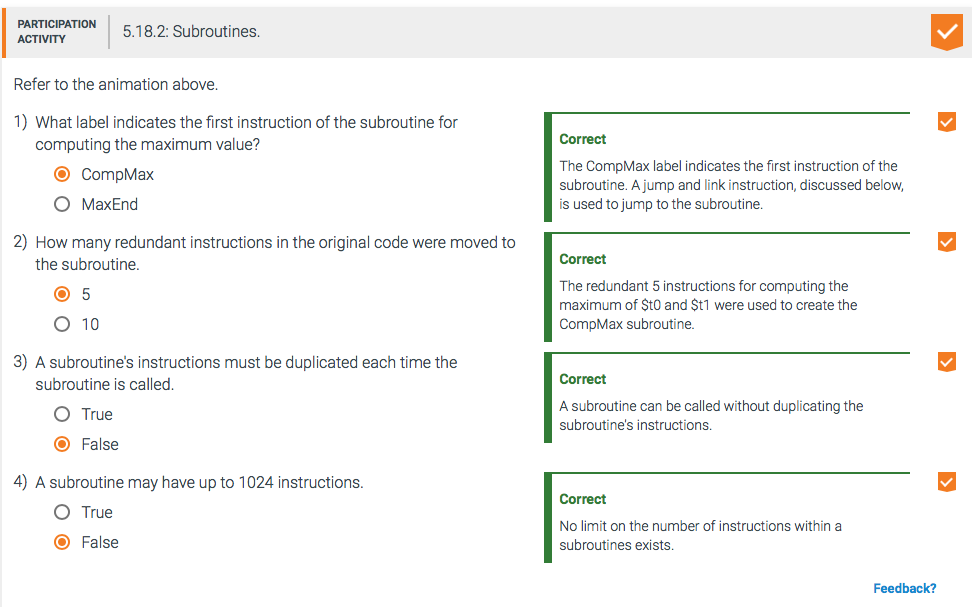 PARTICIPATION
ACTIVITY
5.18.2: Subroutines.
Refer to the animation above.
1) What label indicates the first instruction of the subroutine for
computing the maximum value?
CompMax
MaxEnd
Correct
The CompMax label indicates the first instruction of the
subroutine. A jump and link instruction, discussed below,
is used to jump to the subroutine.
2) How many redundant instructions in the original code were moved to
the subroutine.
5
10
Correct
The redundant 5 instructions for computing the
maximum of $t0 and $t1 were used to create the
CompMax subroutine.
3) A subroutine's instructions must be duplicated each time the
subroutine is called.
True
False
Correct
A subroutine can be called without duplicating the
subroutine's instructions.
4) A subroutine may have up to 1024 instructions.
True
False
Correct
No limit on the number of instructions within a
subroutines exists.
Feedback?